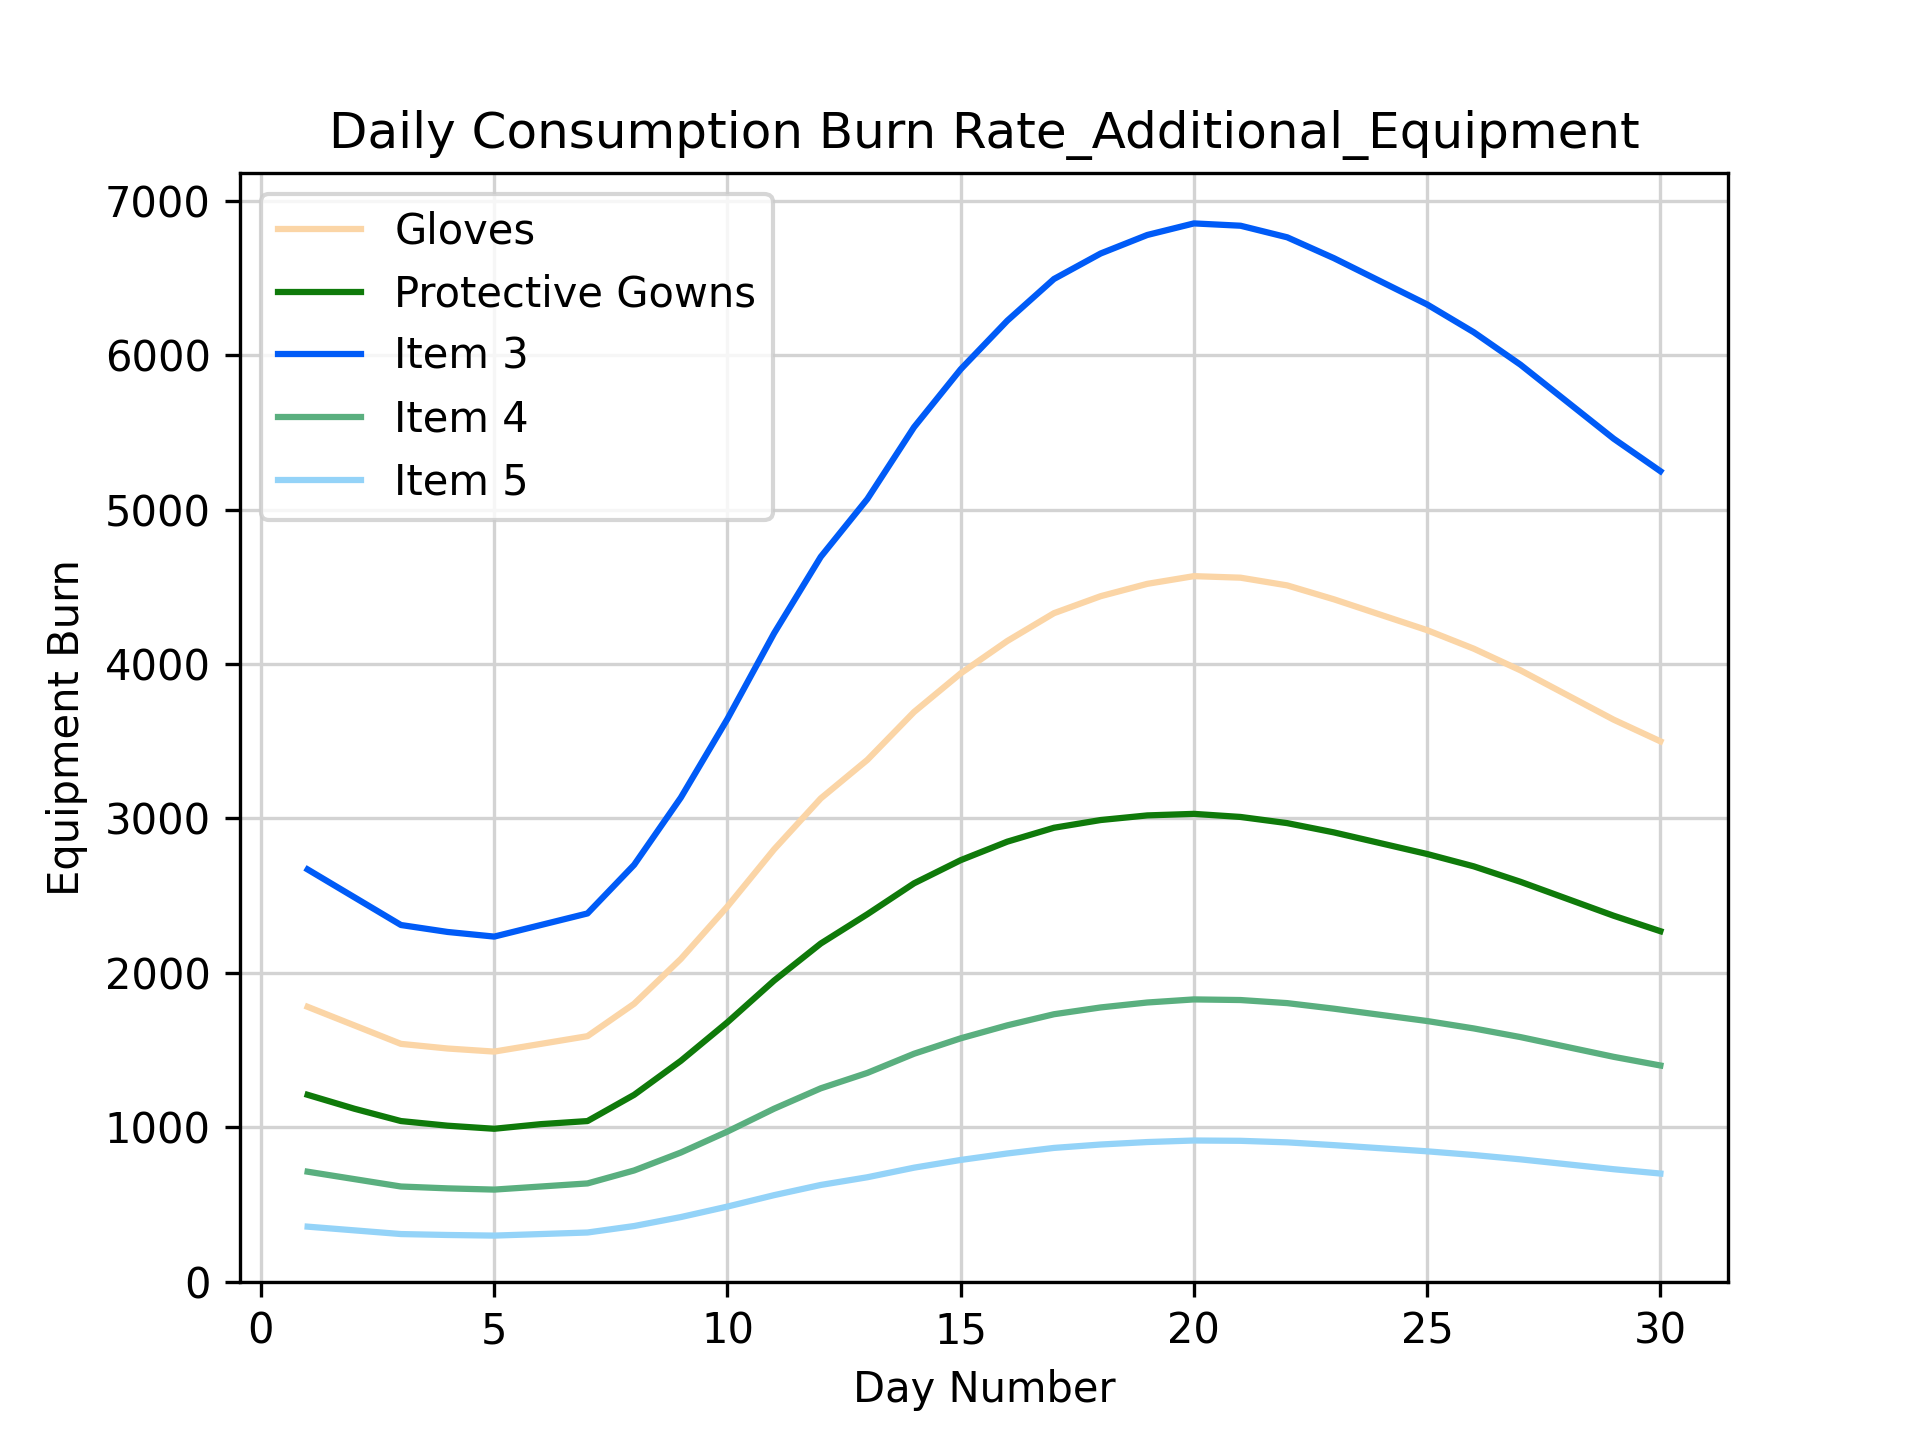 Daily Consumption Burn Rate_Additional_Equipment
7000
6000
5000
4000
3000
2000
1000
0
Equipment Burn
Gloves
Protective Gowns
Item 3
Item 4
Item 5
0 5 10 15 20 25 30
Day Number